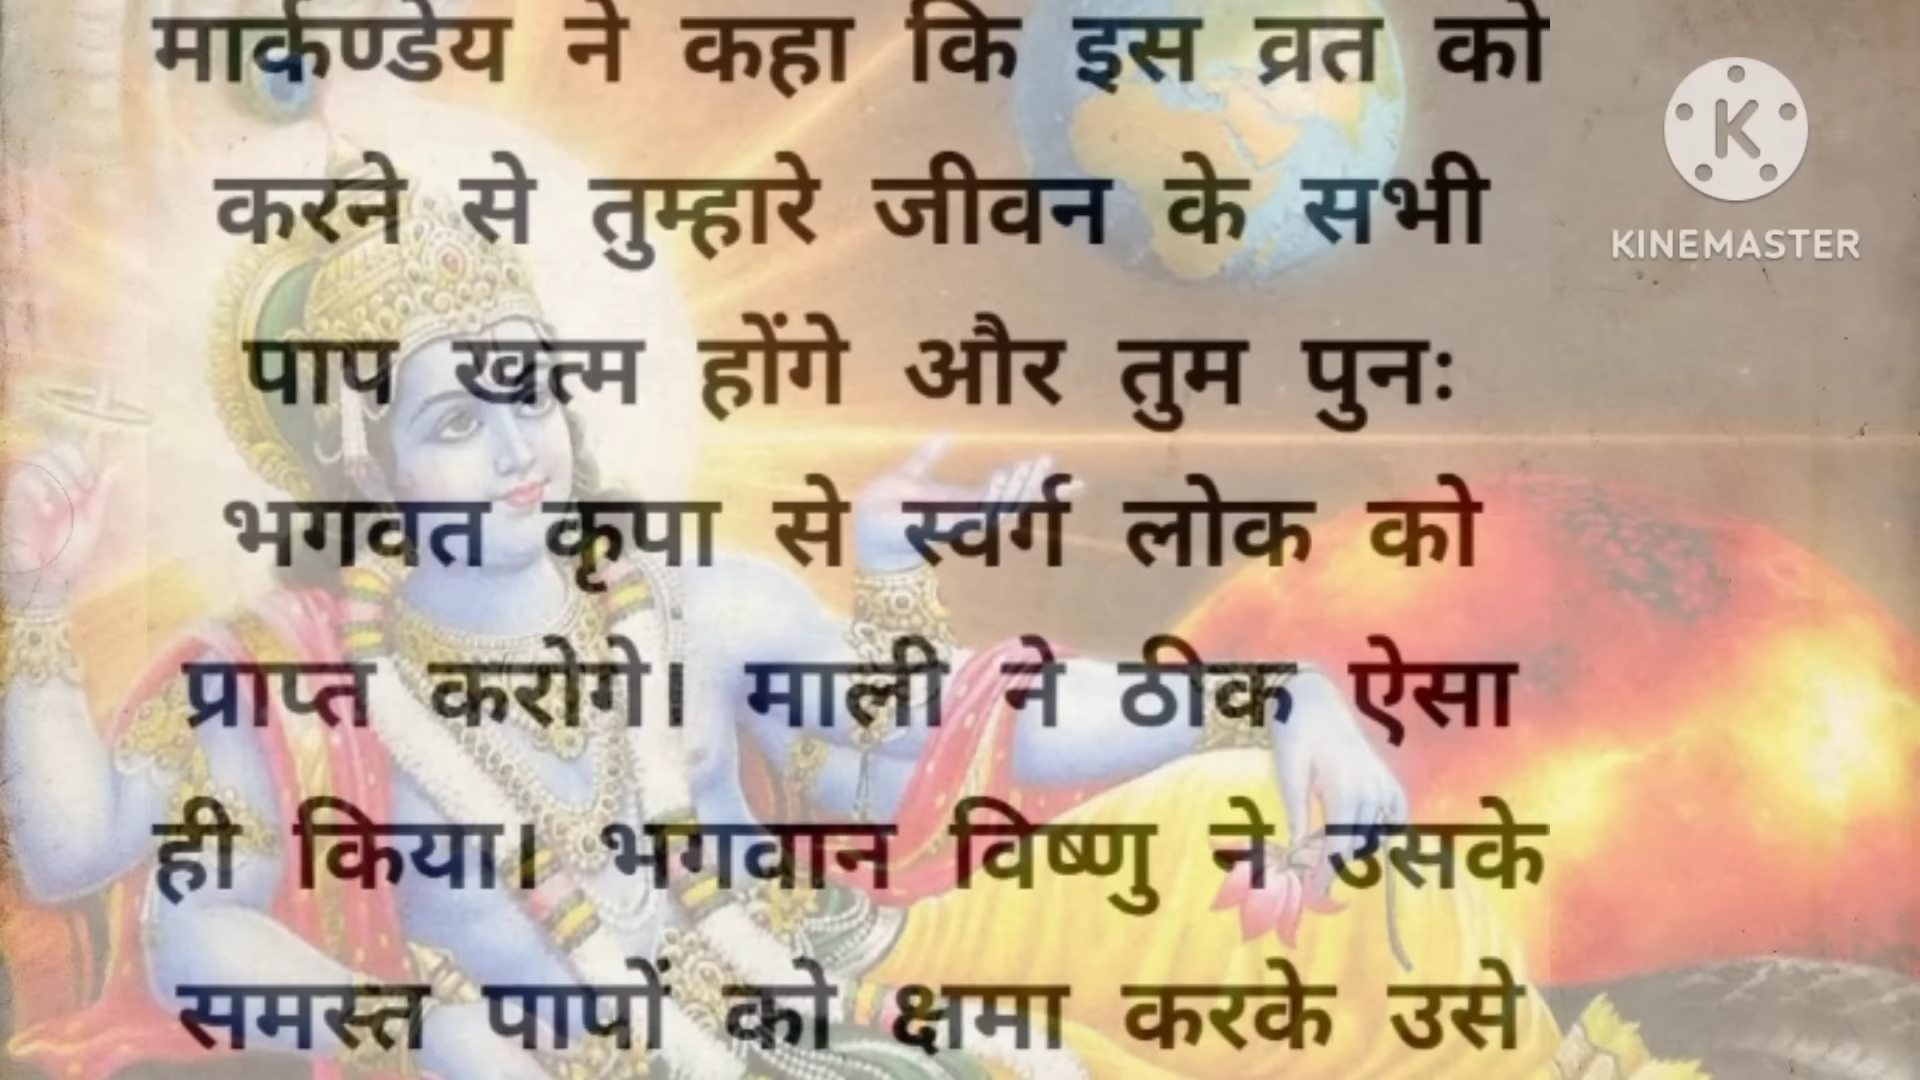 मार्कण्डेय ने कहा कि इस व्रत को
करने से तुम्हारे जीवन के सभी
पाप खत्म होंगे और तुम पुनः
भगवत कृपा से स्वर्ग लोक को
प्राप्त करोगे। माली ने ठीक ऐसा
ही किया। भगवान विष्णु ने उसके
समस्त पापों को क्षमा करके उसे
K
KINEMASTER